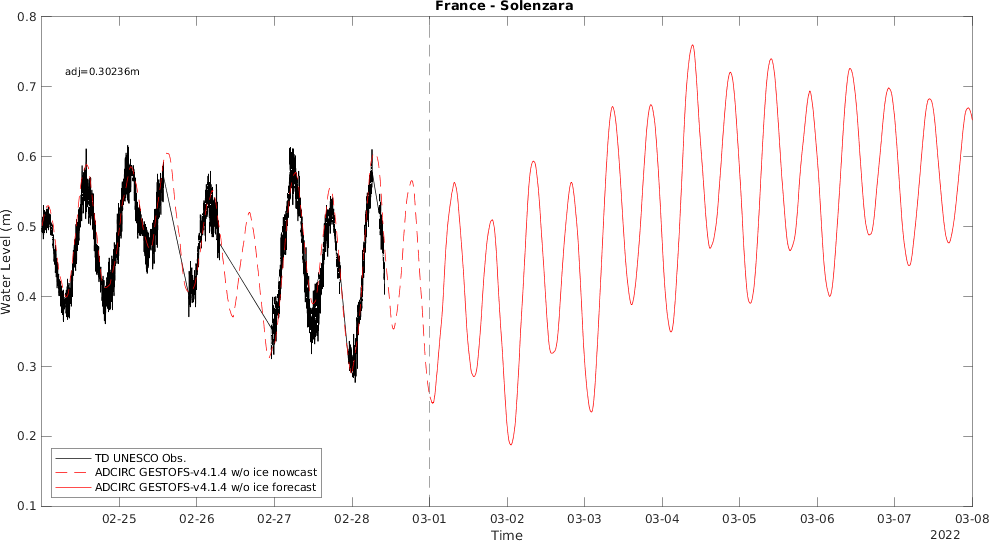 France - Solenzara
0.8
0.7
0.6
0.5
0.4
0.3
0.2
0.1
Water Level (m)
adj=0.30236m
TD UNESCO Obs.
ADCIRC GESTOFS-v4.1.4 w/o ice nowcast
ADCIRC GESTOFS-v4.1.4 w/o ice forecast
02-25 02-26 02-27 02-28 03-01 03-02 03-03 03-04 03-05 03-06 03-07 03-08
Time
2022